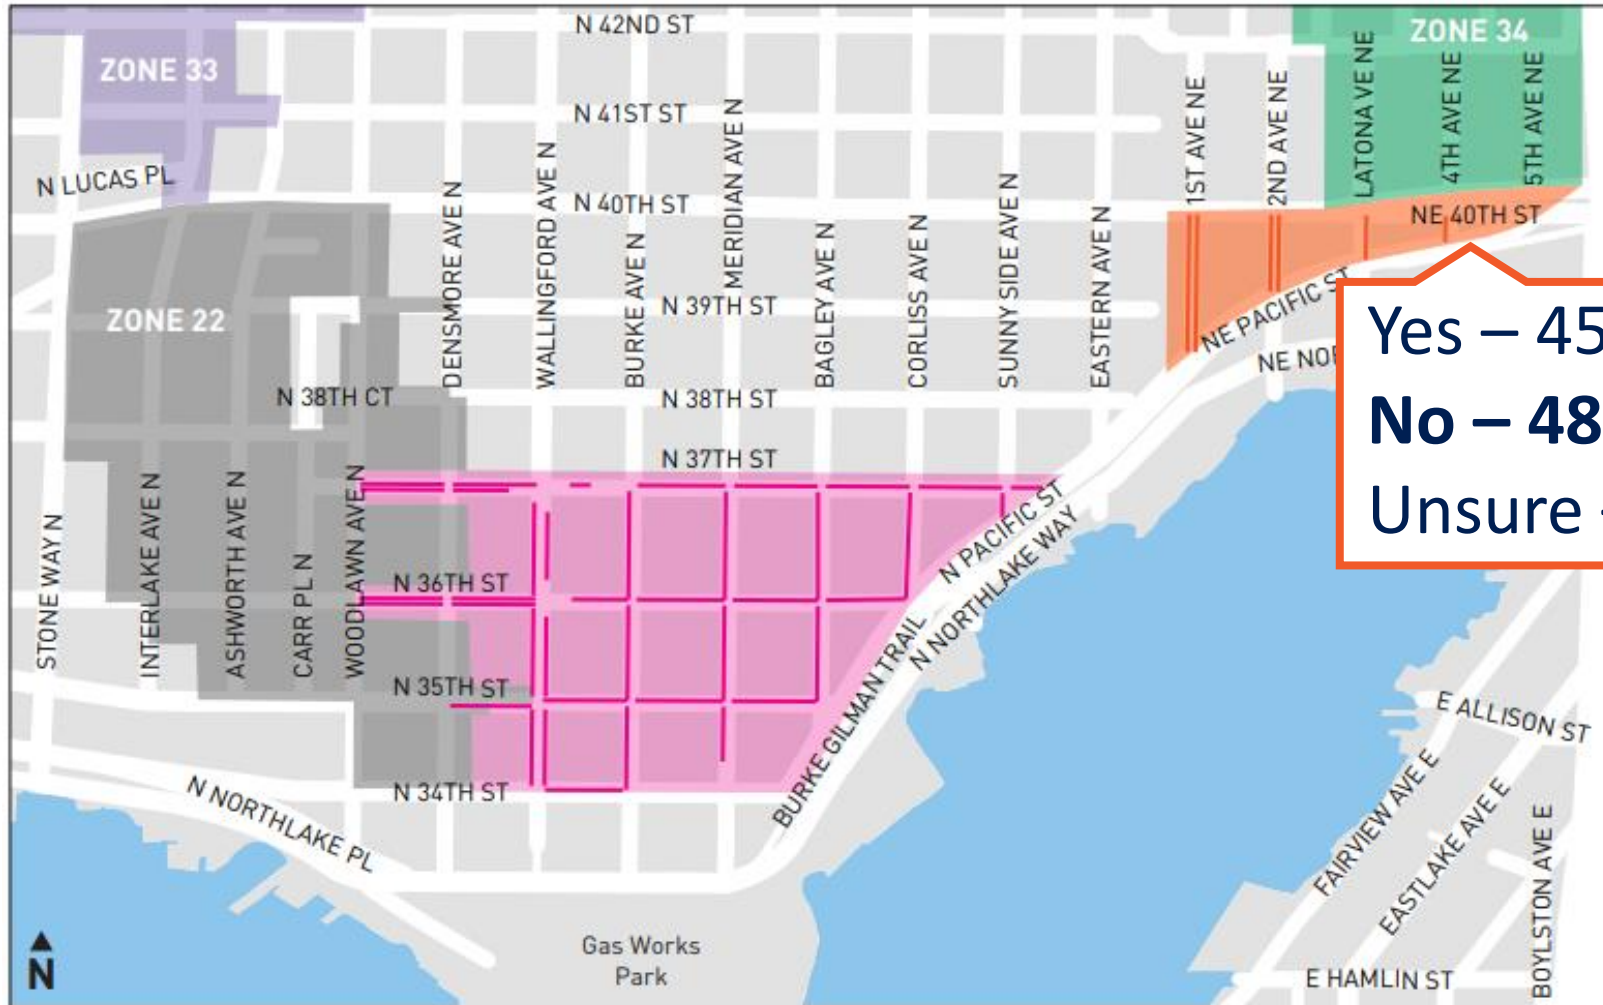 N 42ND ST
ZONE 34
ZONE 33
N 41ST ST
N LUCAS PL
N 40TH ST
NE 40TH ST
DENSMORE AVE N
WALLINGFORD AVE N
BURKE AVE N
MERIDIAN AVE N
BAGLEY AVE N
CORLISS AVE N
SUNNY SIDE AVE N
EASTERN AVE N
1ST AVE NE
2ND AVE NE
LATONA AVE NE
4TH AVE NE
5TH AVE NE
ZONE 22
N 39TH ST
NE PACIFIC ST
NE NOR
Yes – 45
No – 48
Unsure
N 38TH CT
N 38TH ST
N 37TH ST
STONE WAY N
INTERLAKE AVE N
ASHWORTH AVE N
CARR PL N
WOODLAWN AVE N
N 36TH ST
N PACIFIC ST
N NORTHLAKE WAY
N 35TH ST
BURKE GILMAN TRAIL
N 34TH ST
N NORTHLAKE PL
E ALLISON ST
FAIRVIEW AVE E
EASTLAKE AVE E
BOYLSTON AVE E
Gas Works
Park
E HAMLIN ST
N